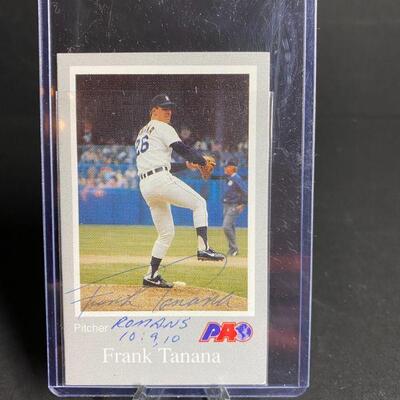 26
Frank Tanana
Pitcher ROMANS
10:9,10
PAO
Frank Tanana